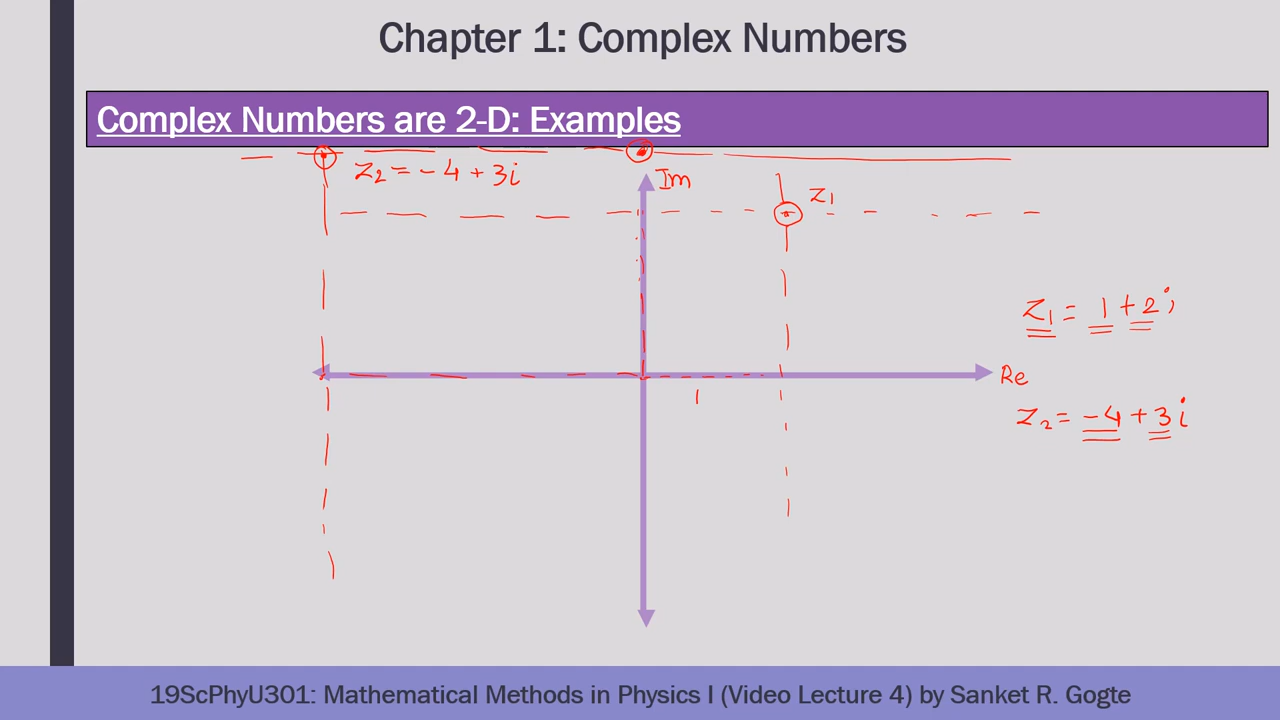 Chapter 1: Complex Numbers
Complex Numbers are 2-D: Examples
z₂ = -4 + 3i
Im
z₁
z₁ = 1 + 2i
Re
1
z₂ = -4 + 3i
19ScPhyU301: Mathematical Methods in Physics I (Video Lecture 4) by Sanket R. Gogte